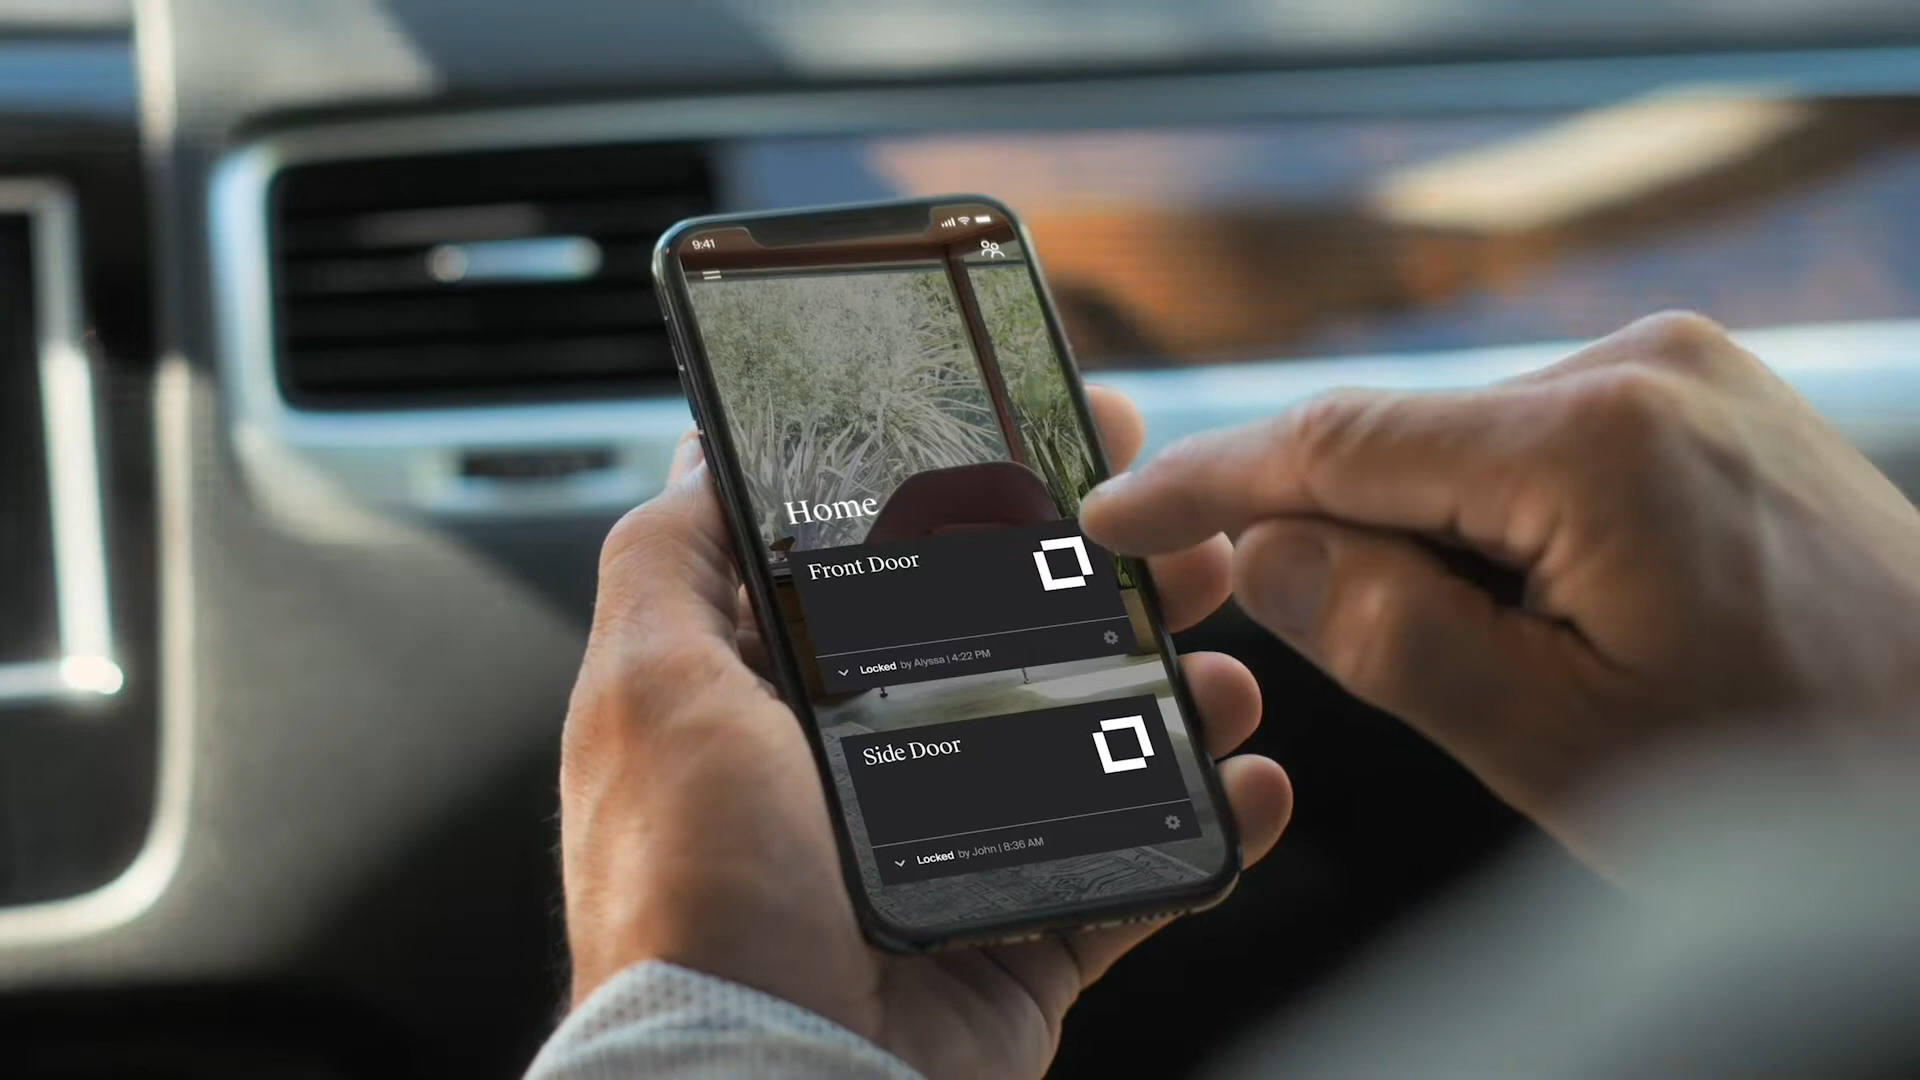 9:41
Home
Front Door
Locked by Alyssa | 4:22 PM
Side Door
Locked by John | 8:36 AM